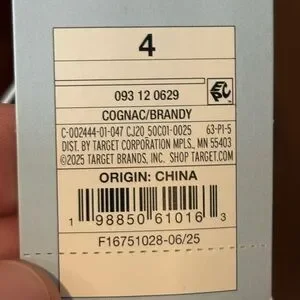 4
093 12 0629
COGNAC/BRANDY
C-002444-01-047 CJ20 50C01-0025 63-P1-5
DIST. BY TARGET CORPORATION MPLS., MN 55403
©2025 TARGET BRANDS, INC. SHOP TARGET.COM
ORIGIN: CHINA
1 98850 61016 3
F16751028-06/25